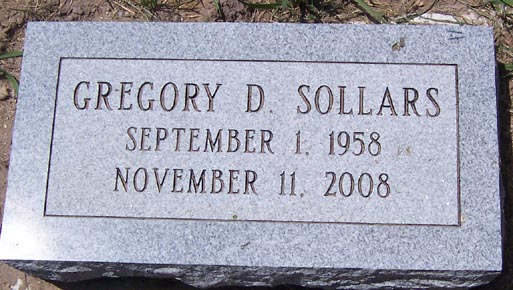 GREGORY D. SOLLARS
SEPTEMBER 1, 1958
NOVEMBER 11, 2008